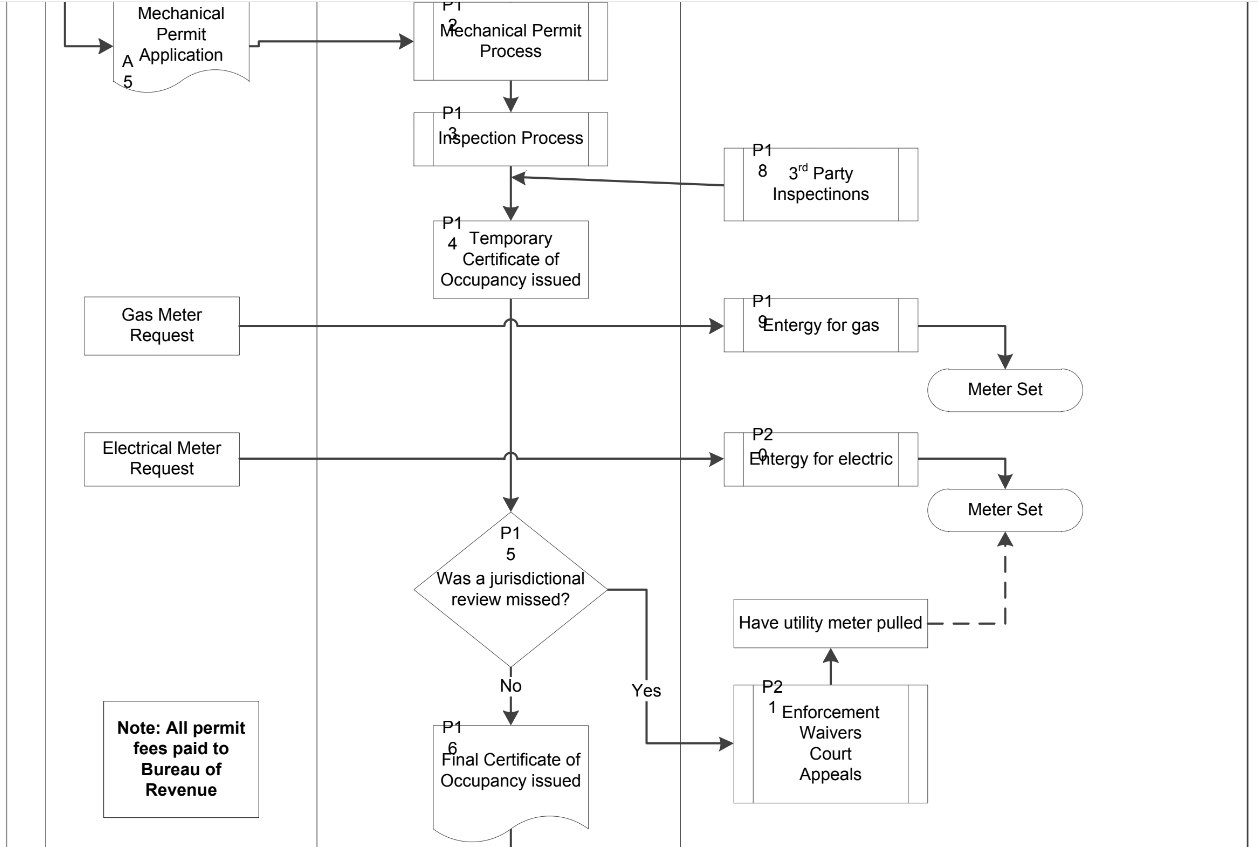 Mechanical
Permit
Application
A
5
P1
2
Mechanical Permit
Process
P1
3
Inspection Process
P1
8
3rd Party
Inspectinons
P1
4
Temporary
Certificate of
Occupancy issued
Gas Meter
Request
P1
9
Entergy for gas
Meter Set
Electrical Meter
Request
P2
0
Entergy for electric
Meter Set
P1
5
Was a jurisdictional
review missed?
Have utility meter pulled
No
Yes
P2
1
Enforcement
Waivers
Court
Appeals
Note: All permit
fees paid to
Bureau of
Revenue
P1
6
Final Certificate of
Occupancy issued